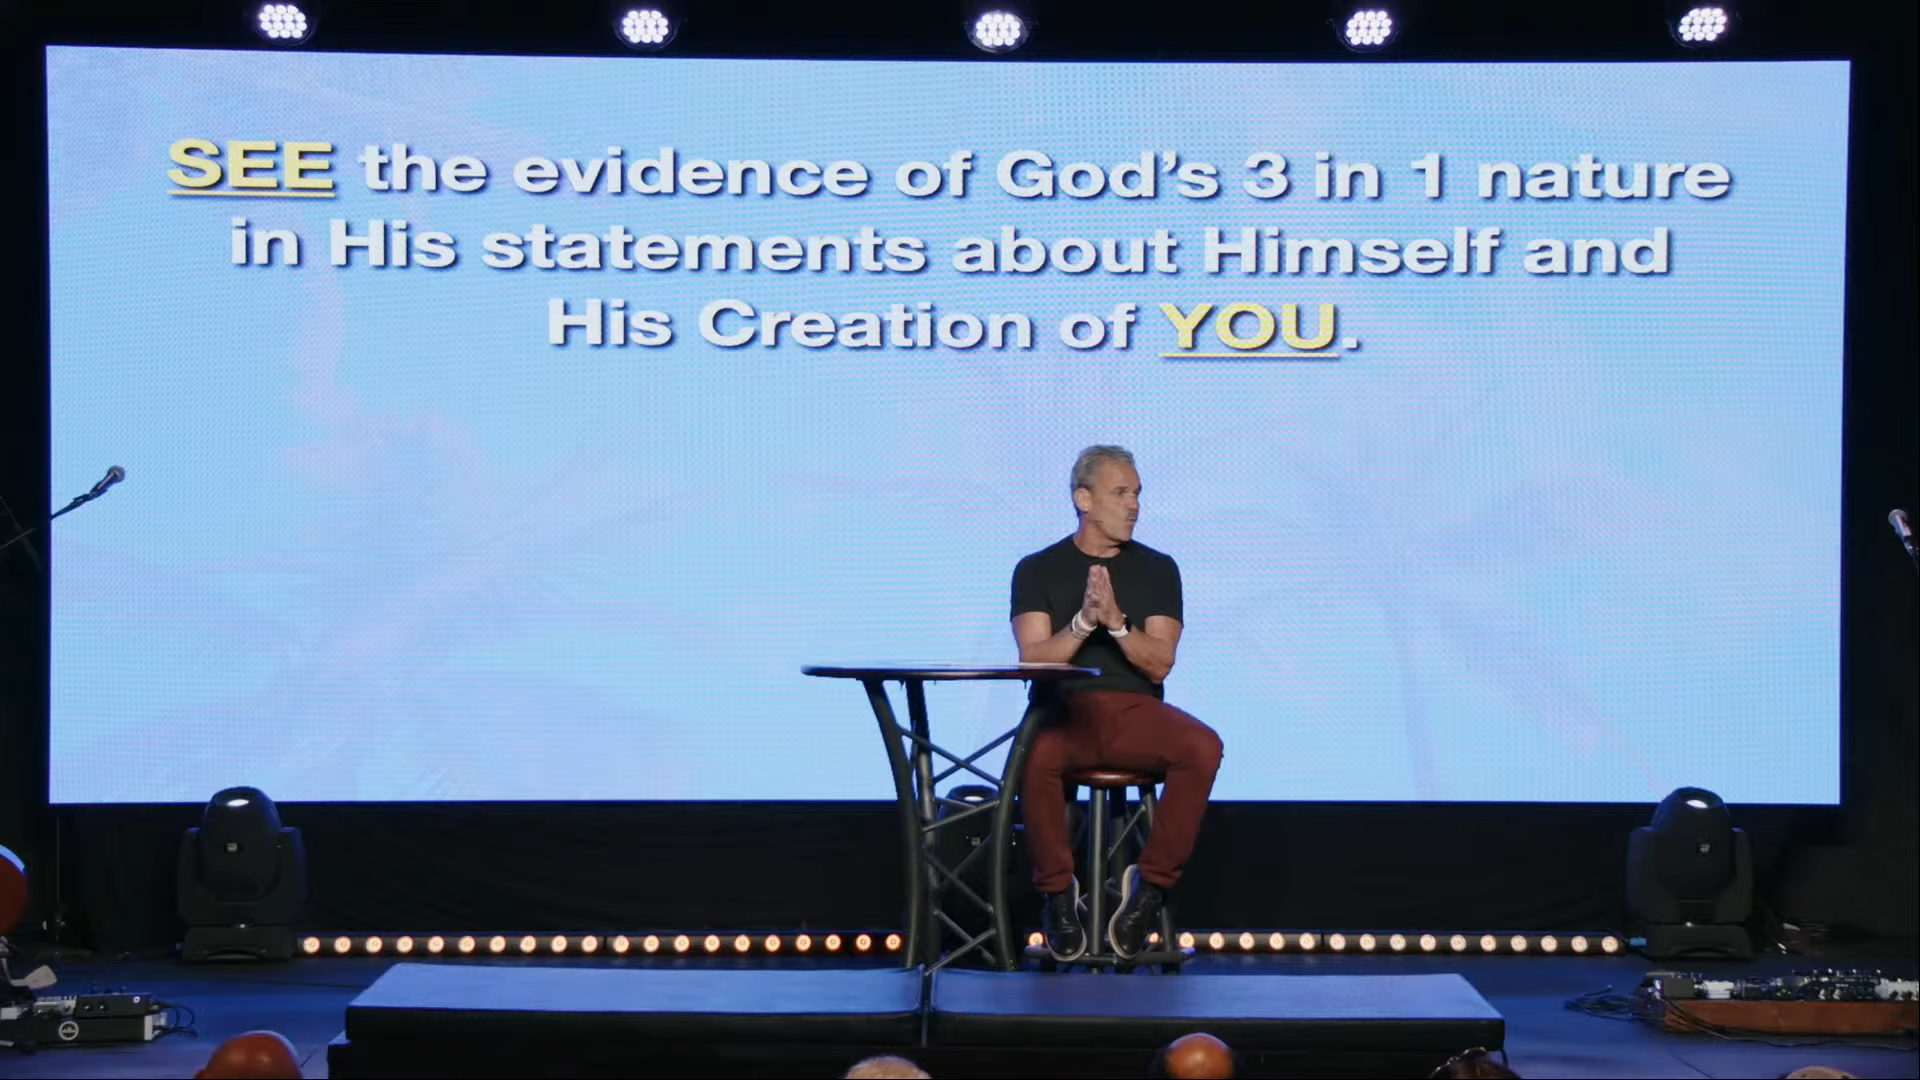 SEE the evidence of God’s 3 in 1 nature
in His statements about Himself and
His Creation of YOU.